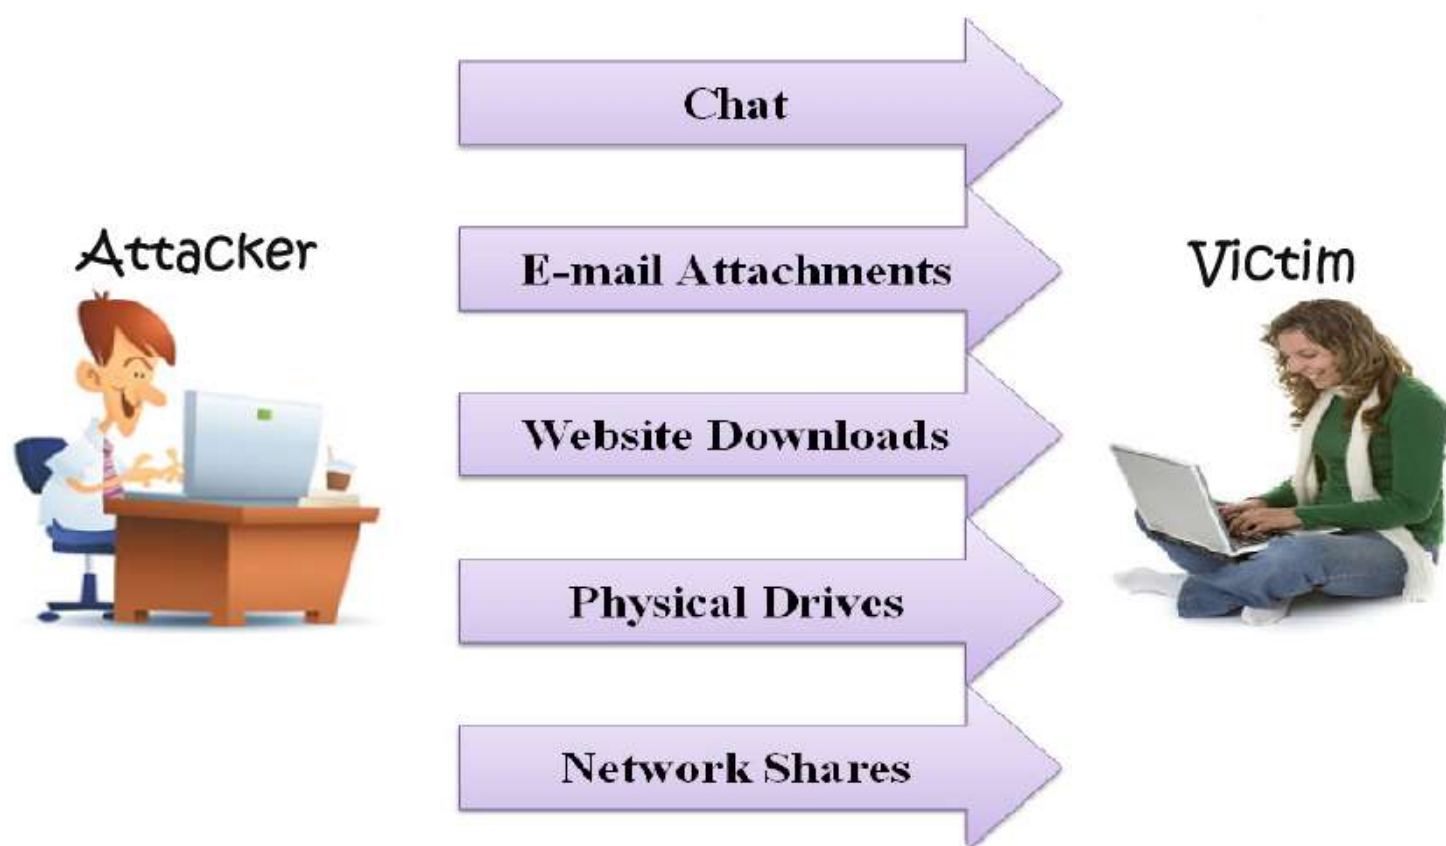 Chat
Attacker
E-mail Attachments
Victim
Website Downloads
Physical Drives
Network Shares